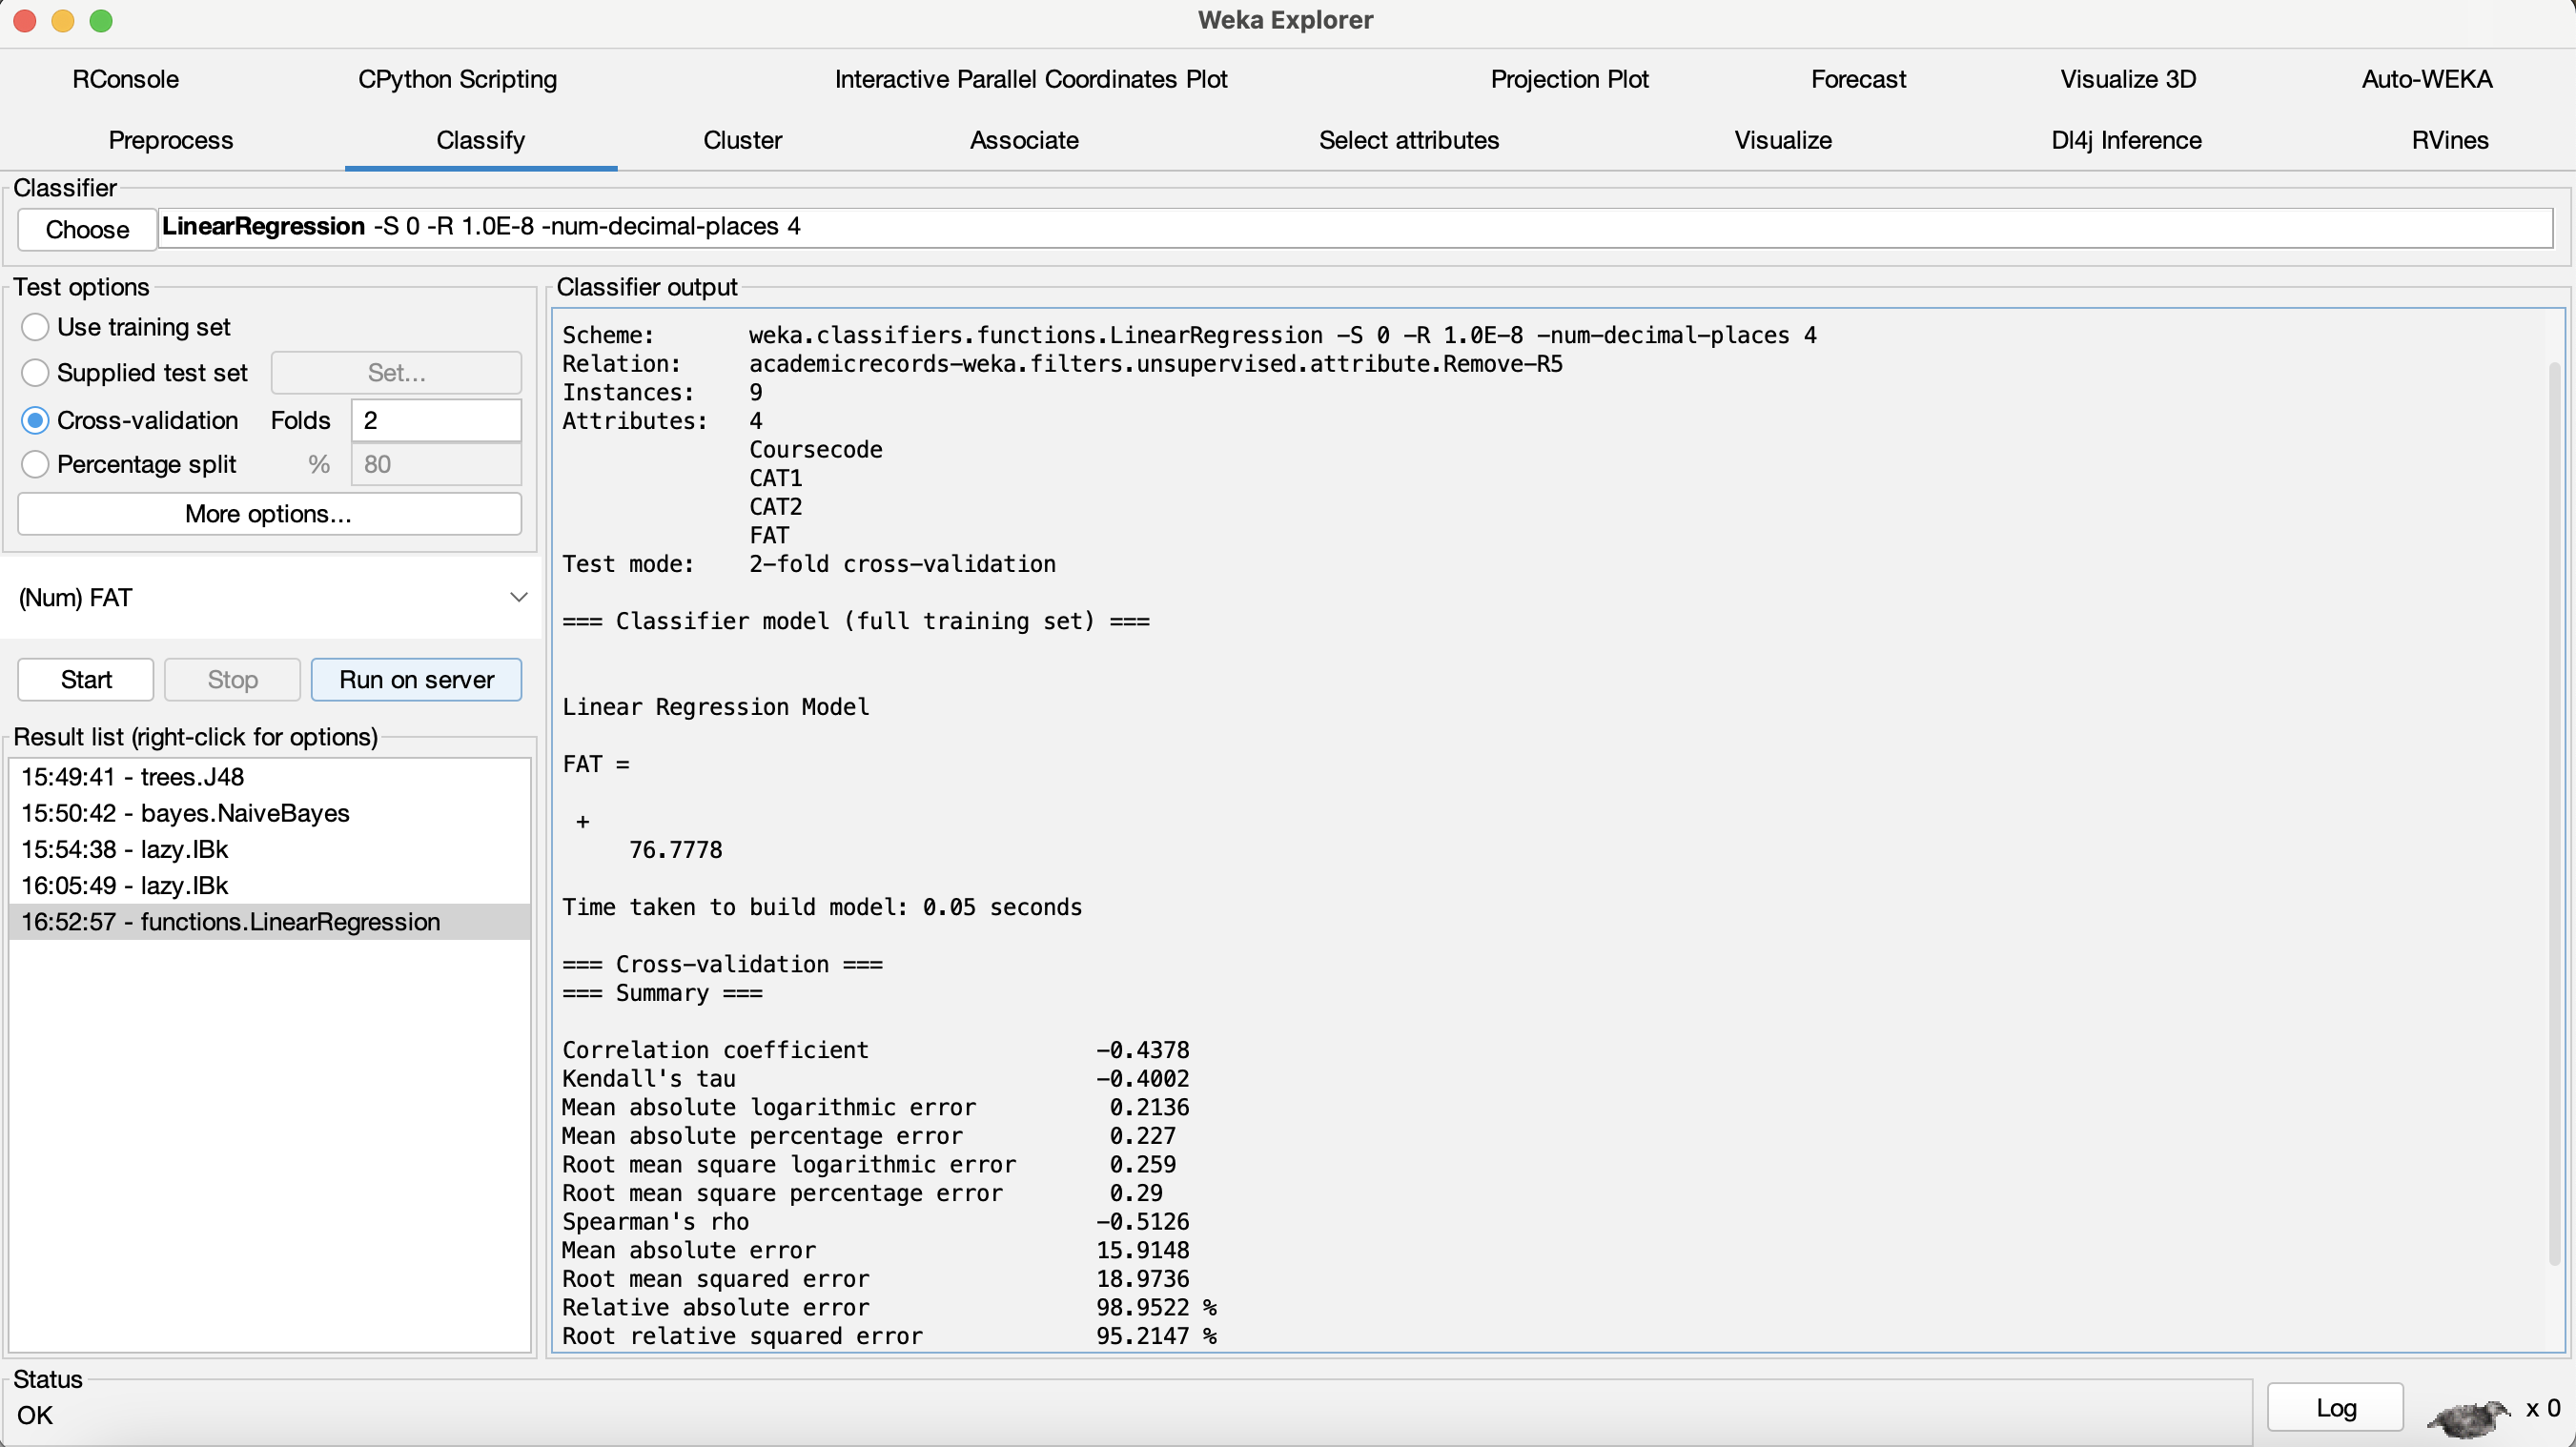 Weka Explorer
RConsole CPython Scripting Interactive Parallel Coordinates Plot Projection Plot Forecast Visualize 3D Auto-WEKA
Preprocess Classify Cluster Associate Select attributes Visualize Dl4j Inference RVines
Classifier
Choose LinearRegression -S 0 -R 1.0E-8 -num-decimal-places 4
Test options
Use training set
Supplied test set Set...
Cross-validation Folds 2
Percentage split % 80
More options...
(Num) FAT
Start Stop Run on server
Result list (right-click for options)
15:49:41 - trees.J48
15:50:42 - bayes.NaiveBayes
15:54:38 - lazy.IBk
16:05:49 - lazy.IBk
16:52:57 - functions.LinearRegression
Classifier output
Scheme: weka.classifiers.functions.LinearRegression -S 0 -R 1.0E-8 -num-decimal-places 4
Relation: academicrecords-weka.filters.unsupervised.attribute.Remove-R5
Instances: 9
Attributes: 4
Coursecode
CAT1
CAT2
FAT
Test mode: 2-fold cross-validation
=== Classifier model (full training set) ===
Linear Regression Model
FAT =
+
76.7778
Time taken to build model: 0.05 seconds
=== Cross-validation ===
=== Summary ===
Correlation coefficient -0.4378
Kendall's tau -0.4002
Mean absolute logarithmic error 0.2136
Mean absolute percentage error 0.227
Root mean square logarithmic error 0.259
Root mean square percentage error 0.29
Spearman's rho -0.5126
Mean absolute error 15.9148
Root mean squared error 18.9736
Relative absolute error 98.9522 %
Root relative squared error 95.2147 %
Status
OK
Log x 0